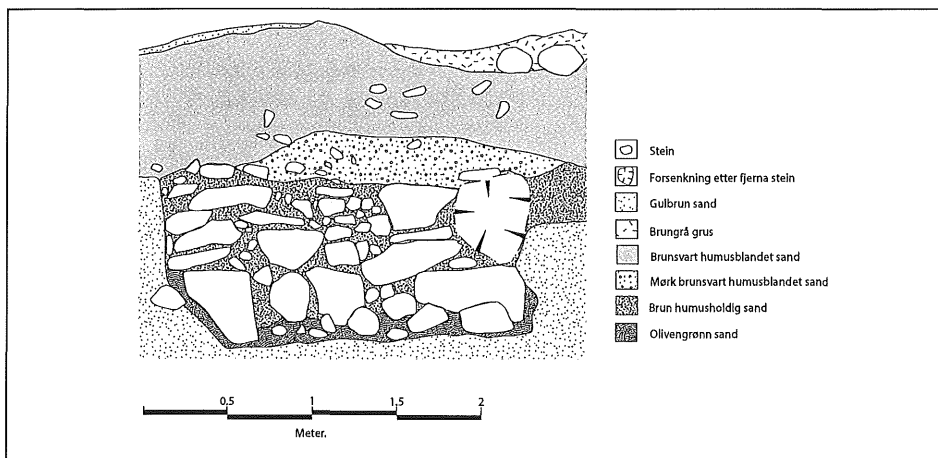 Stein
Forsenkning etter fjerna stein
Gulbrun sand
Brungrå grus
Brunsvart humusblandet sand
Mørk brunsvart humusblandet sand
Brun humusholdig sand
Olivengrønn sand
0.5 1 1,5 2
Meter.